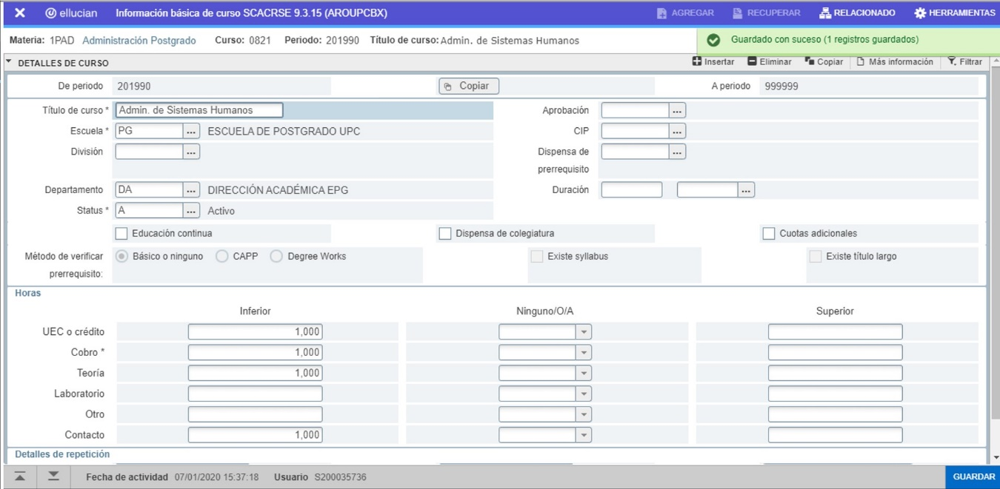 ✕ ellucian Información básica de curso SCACRSE 9.3.15 (AROUPCBX) AGREGAR RECUPERAR RELACIONADO HERRAMIENTAS
Materia: 1PAD Administración Postgrado Curso: 0821 Periodo: 201990 Título de curso: Admin. de Sistemas Humanos
Guardado con suceso (1 registros guardados)
DETALLES DE CURSO Insertar Eliminar Copiar Más información Filtrar
De periodo 201990 Copiar A periodo 999999
Título de curso * Admin. de Sistemas Humanos Aprobación ...
Escuela * PG ... ESCUELA DE POSTGRADO UPC CIP ...
División ... Dispensa de
prerrequisito ...
Departamento DA ... DIRECCIÓN ACADÉMICA EPG Duración ...
Status * A ... Activo
Educación continua Dispensa de colegiatura Cuotas adicionales
Método de verificar Básico o ninguno CAPP Degree Works Existe syllabus Existe título largo
prerrequisito:
Horas
Inferior Ninguno/O/A Superior
UEC o crédito 1,000
Cobro * 1,000
Teoría 1,000
Laboratorio
Otro
Contacto 1,000
Detalles de repetición
Fecha de actividad 07/01/2020 15:37:18 Usuario S200035736 GUARDAR